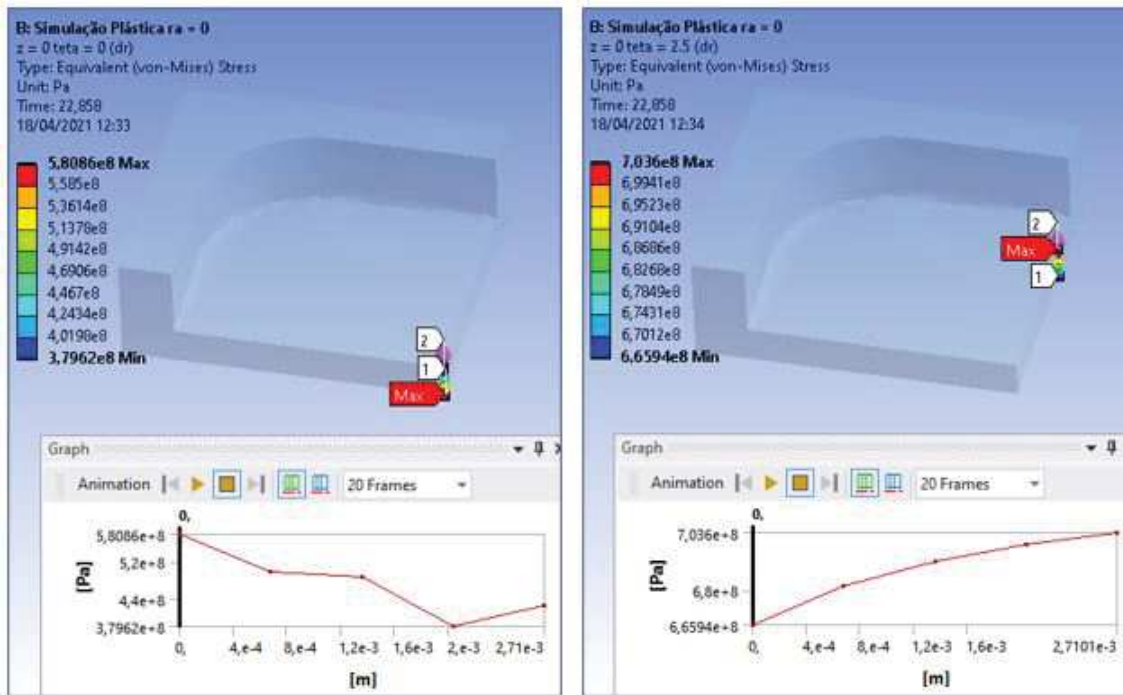 B: Simulação Plástica ra = 0
z = 0 teta = 0 (dr)
Type: Equivalent (von-Mises) Stress
Unit: Pa
Time: 22,858
18/04/2021 12:33
5,8086e8 Max
5,585e8
5,3614e8
5,1378e8
4,9142e8
4,6906e8
4,467e8
4,2434e8
4,0198e8
3,7962e8 Min
2
1
Max
Graph
Animation
20 Frames
0,
5,8086e+8
5,2e+8
4,4e+8
3,7962e+8
[Pa]
0,
4,e-4
8,e-4
1,2e-3
1,6e-3
2,e-3
2,71e-3
[m]
B: Simulação Plástica ra = 0
z = 0 teta = 2.5 (dr)
Type: Equivalent (von-Mises) Stress
Unit: Pa
Time: 22,858
18/04/2021 12:34
7,036e8 Max
6,9941e8
6,9523e8
6,9104e8
6,8686e8
6,8268e8
6,7849e8
6,7431e8
6,7012e8
6,6594e8 Min
2
Max
1
Graph
Animation
20 Frames
0,
7,036e+8
6,8e+8
6,6594e+8
[Pa]
0,
4,e-4
8,e-4
1,2e-3
1,6e-3
2,7101e-3
[m]